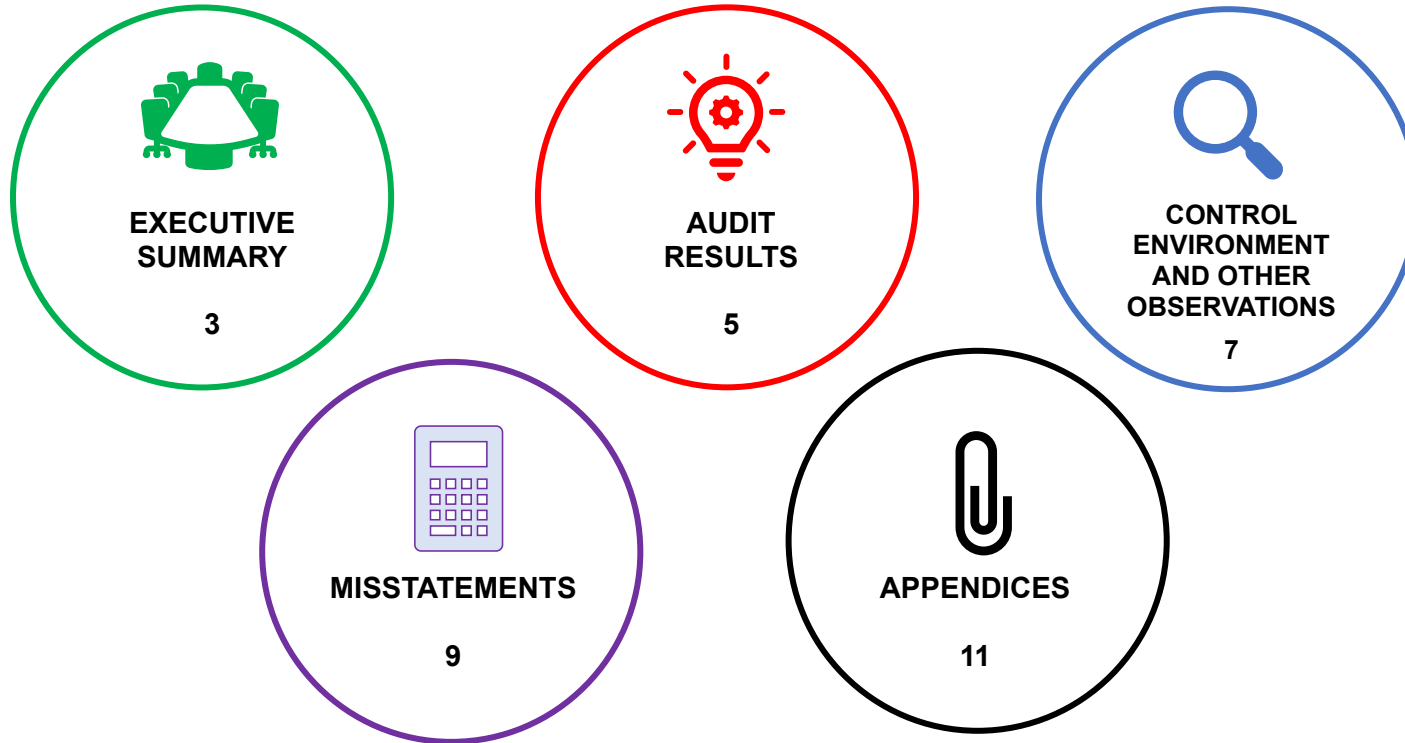 EXECUTIVE
SUMMARY
3
AUDIT
RESULTS
5
CONTROL
ENVIRONMENT
AND OTHER
OBSERVATIONS
7
MISSTATEMENTS
9
APPENDICES
11